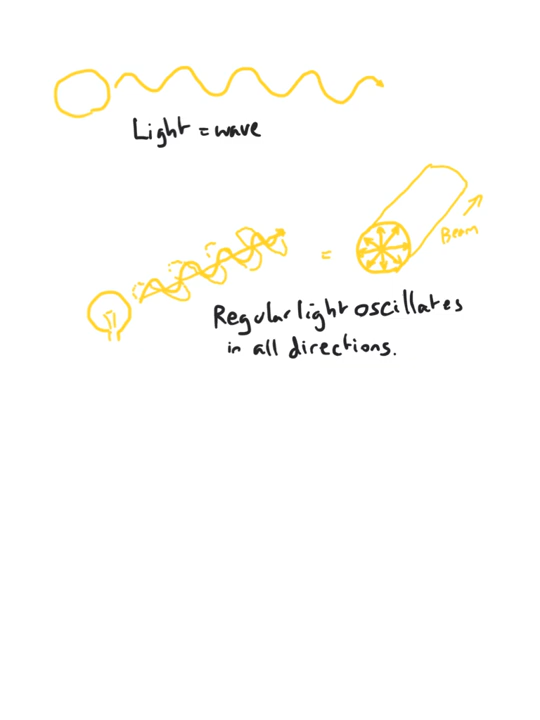 Light = wave
Beam
Regular light oscillates
in all directions.